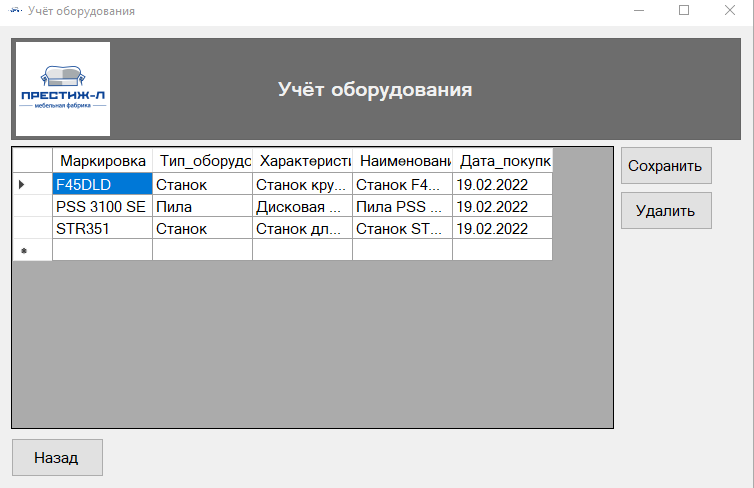 Учёт оборудования
ПРЕСТИЖ-Л
мебельная фабрика
Учёт оборудования
Маркировка Тип_оборудо Характеристи Наименовани Дата_покупк
F45DLD Станок Станок кру... Станок F4... 19.02.2022
PSS 3100 SE Пила Дисковая ... Пила PSS ... 19.02.2022
STR351 Станок Станок дл... Станок ST... 19.02.2022
Сохранить
Удалить
Назад